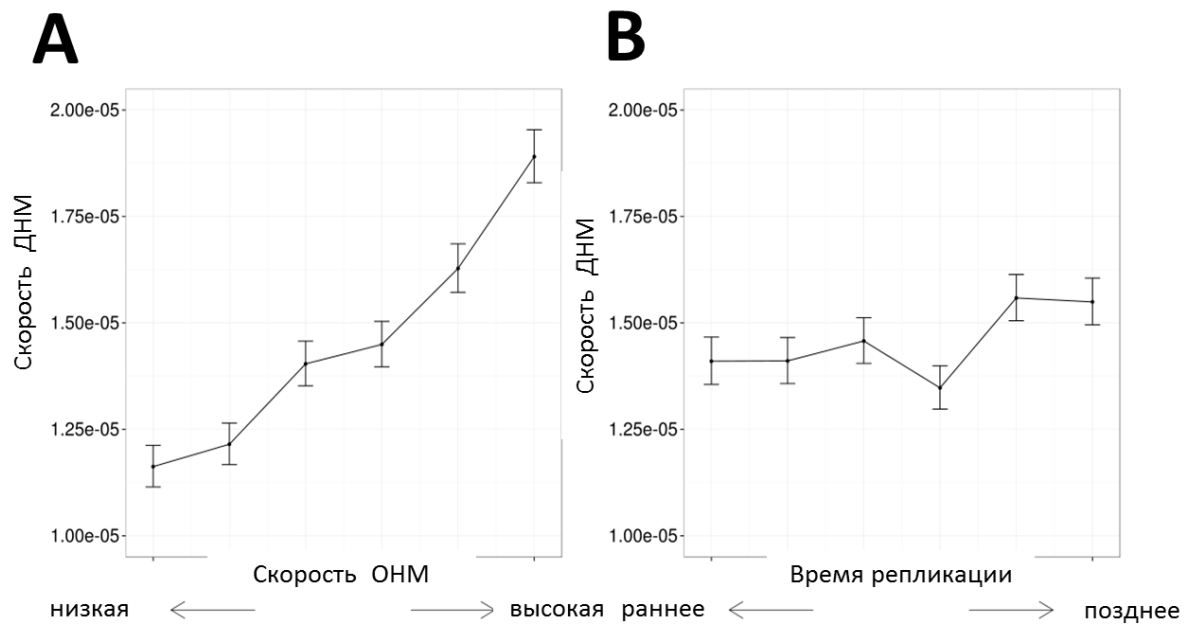 A
B
2.00e-05
1.75e-05
1.50e-05
1.25e-05
1.00e-05
Скорость ДНМ
Скорость ОНМ
низкая
высокая
2.00e-05
1.75e-05
1.50e-05
1.25e-05
1.00e-05
Скорость ДНМ
Время репликации
раннее
позднее